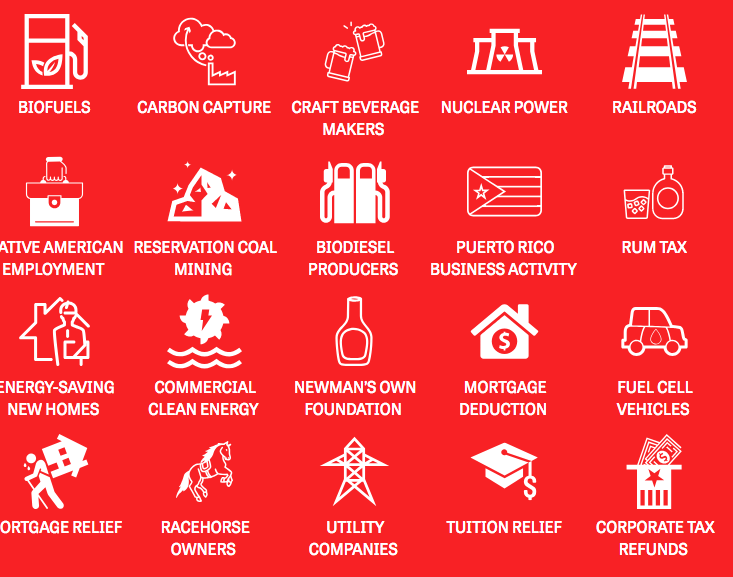 BIOFUELS
CARBON CAPTURE
CRAFT BEVERAGE
MAKERS
NUCLEAR POWER
RAILROADS
ATIVE AMERICAN
EMPLOYMENT
RESERVATION COAL
MINING
BIODIESEL
PRODUCERS
PUERTO RICO
BUSINESS ACTIVITY
RUM TAX
ENERGY-SAVING
NEW HOMES
COMMERCIAL
CLEAN ENERGY
NEWMAN'S OWN
FOUNDATION
$
MORTGAGE
DEDUCTION
FUEL CELL
VEHICLES
ORTGAGE RELIEF
RACEHORSE
OWNERS
UTILITY
COMPANIES
$
TUITION RELIEF
$
CORPORATE TAX
REFUNDS